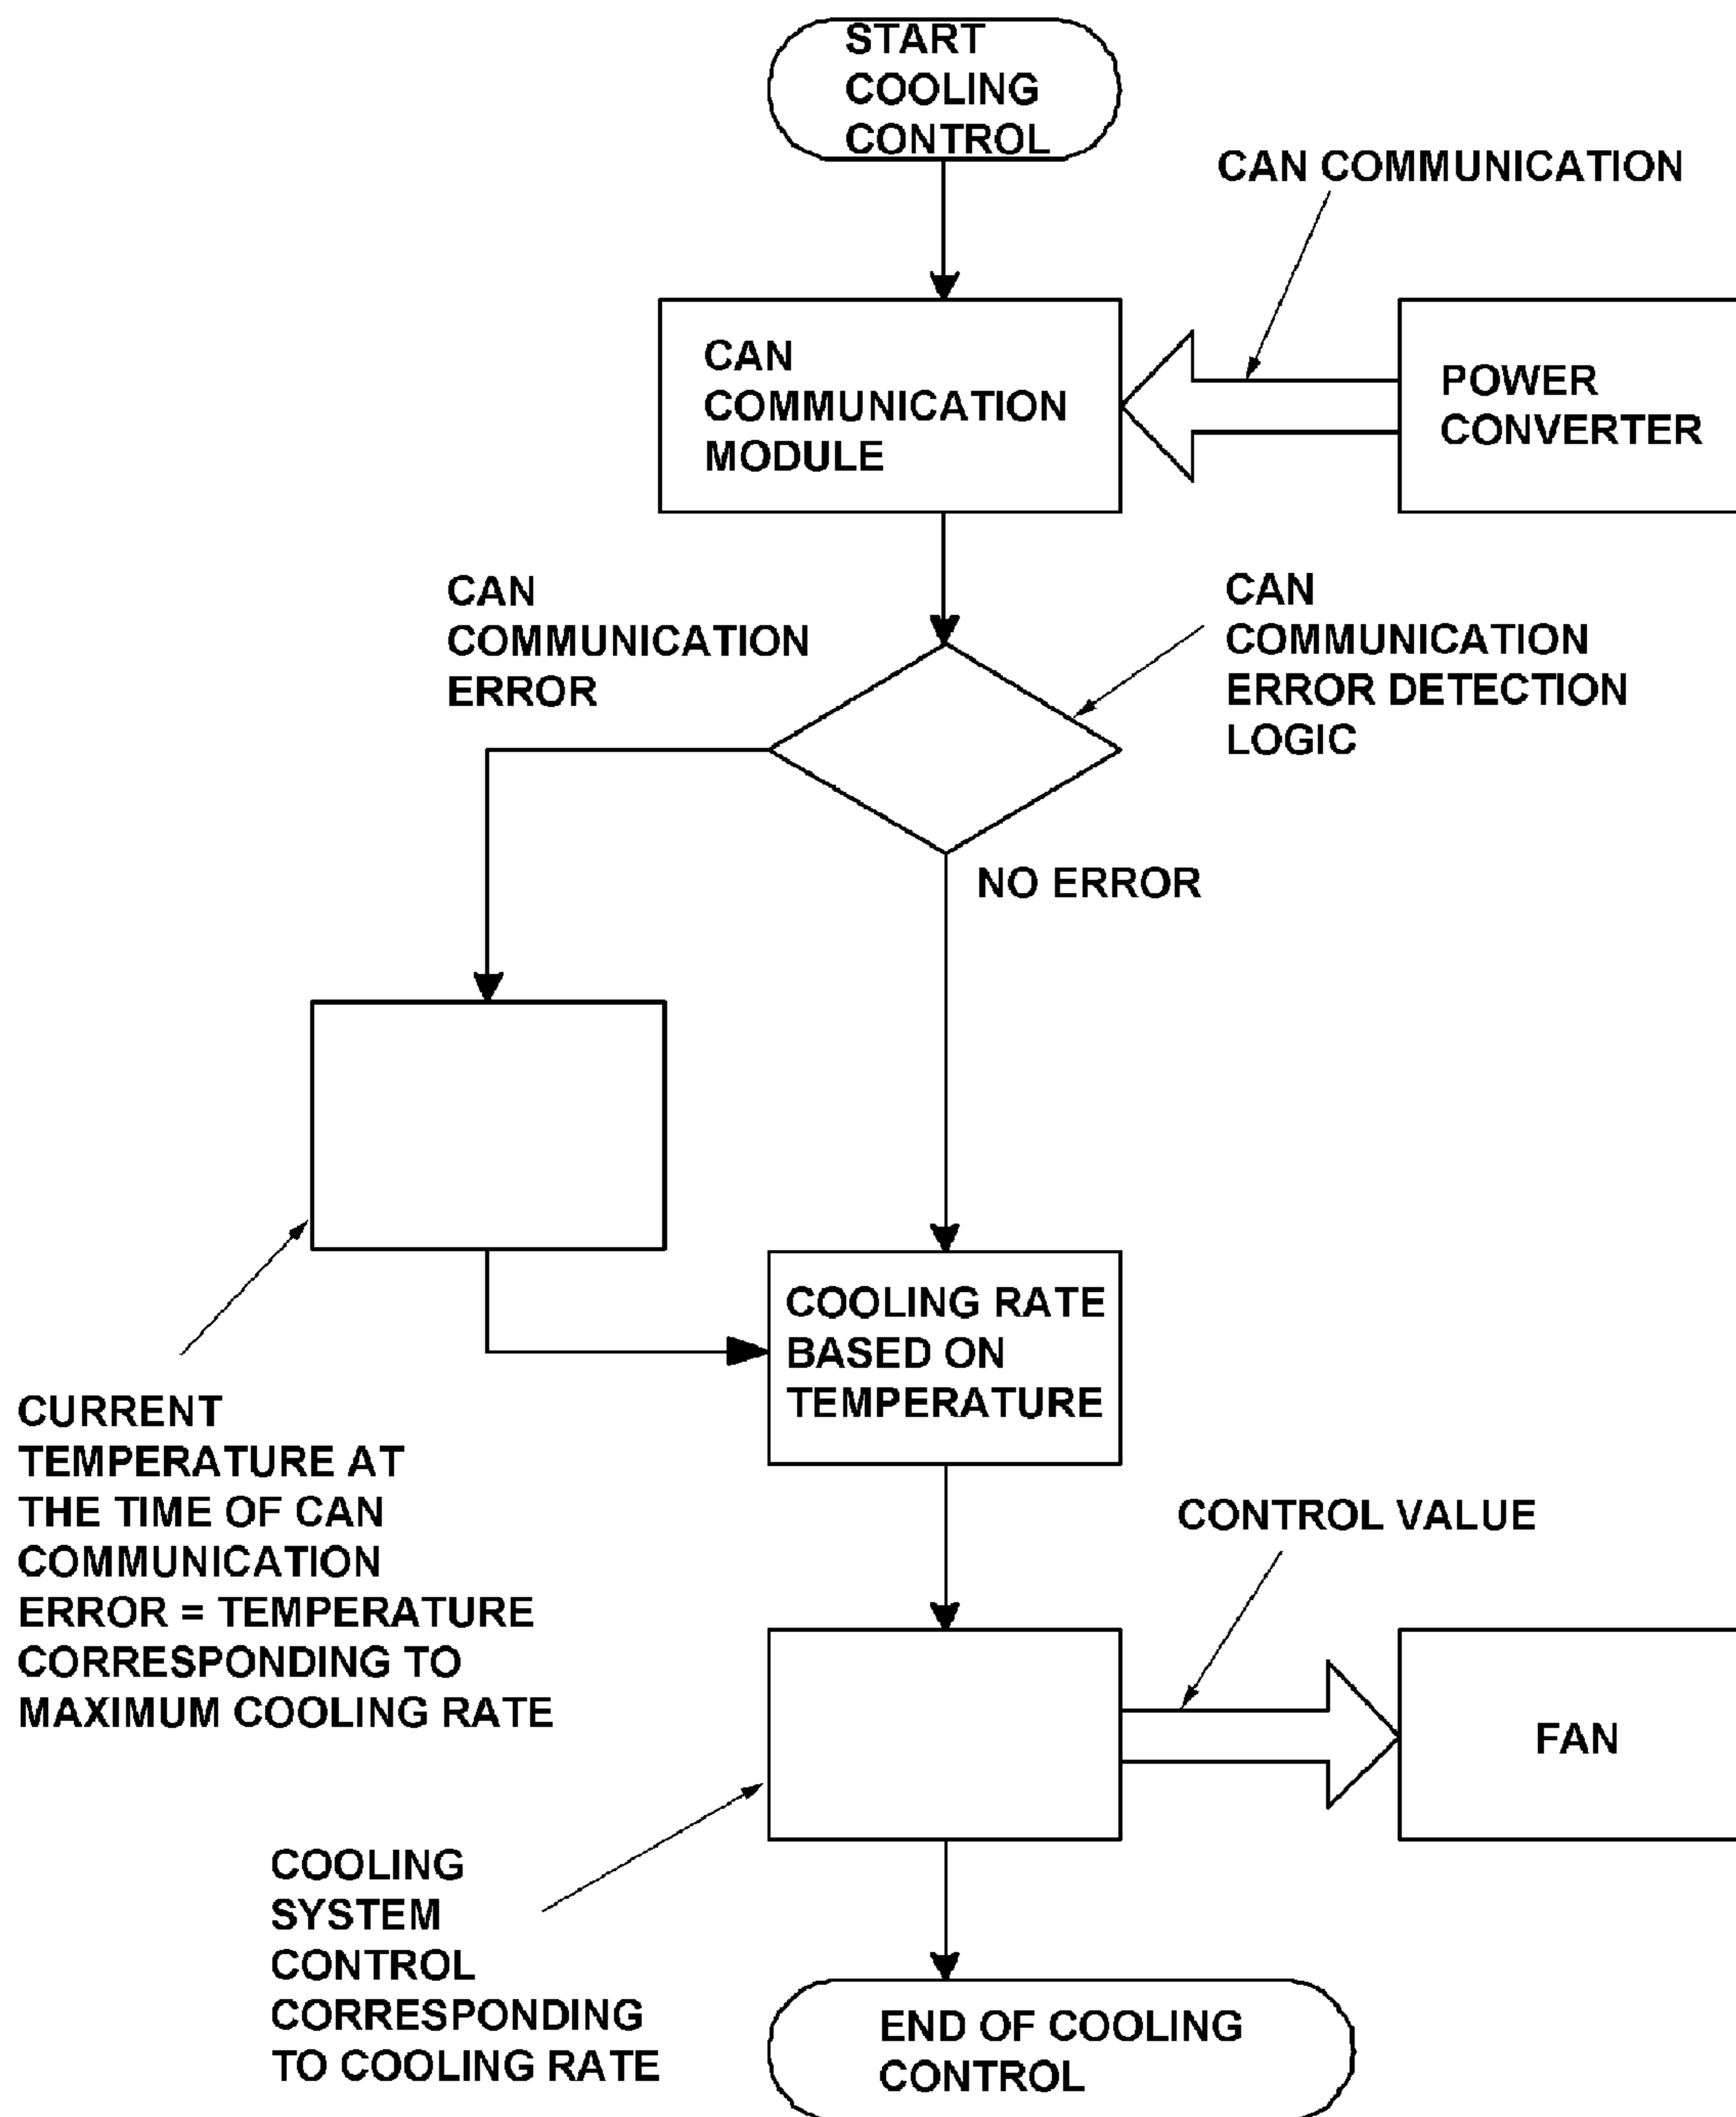 START
COOLING
CONTROL
CAN COMMUNICATION
CAN
COMMUNICATION
MODULE
POWER
CONVERTER
CAN
COMMUNICATION
ERROR
CAN
COMMUNICATION
ERROR DETECTION
LOGIC
NO ERROR
COOLING RATE
BASED ON
TEMPERATURE
CURRENT
TEMPERATURE AT
THE TIME OF CAN
COMMUNICATION
ERROR = TEMPERATURE
CORRESPONDING TO
MAXIMUM COOLING RATE
CONTROL VALUE
FAN
COOLING
SYSTEM
CONTROL
CORRESPONDING
TO COOLING RATE
END OF COOLING
CONTROL